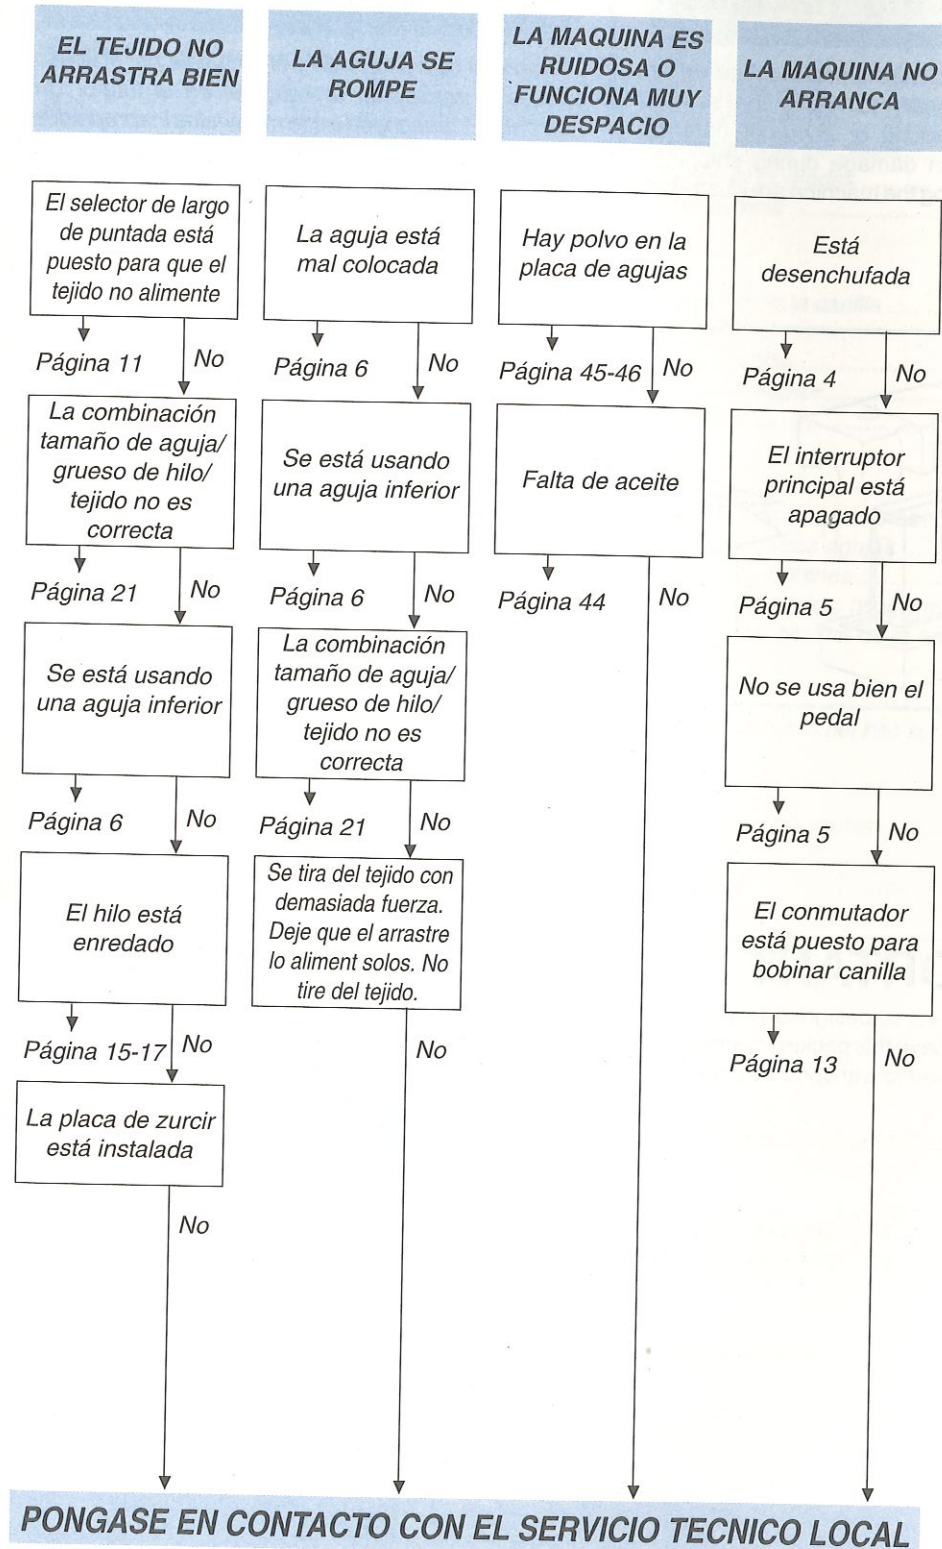 EL TEJIDO NO
ARRASTRA BIEN
El selector de largo
de puntada está
puesto para que el
tejido no alimente
Página 11
No
La combinación
tamaño de aguja/
grueso de hilo/
tejido no es
correcta
Página 21
No
Se está usando
una aguja inferior
Página 6
No
El hilo está
enredado
Página 15-17
No
La placa de zurcir
está instalada
No
LA AGUJA SE
ROMPE
La aguja está
mal colocada
Página 6
No
Se está usando
una aguja inferior
Página 6
No
La combinación
tamaño de aguja/
grueso de hilo/
tejido no es
correcta
Página 21
No
Se tira del tejido con
demasiada fuerza.
Deje que el arrastre
lo aliment solos. No
tire del tejido.
No
LA MAQUINA ES
RUIDOSA O
FUNCIONA MUY
DESPACIO
Hay polvo en la
placa de agujas
Página 45-46
No
Falta de aceite
Página 44
No
LA MAQUINA NO
ARRANCA
Está
desenchufada
Página 4
No
El interruptor
principal está
apagado
Página 5
No
No se usa bien el
pedal
Página 5
No
El conmutador
está puesto para
bobinar canilla
Página 13
No
PONGASE EN CONTACTO CON EL SERVICIO TECNICO LOCAL